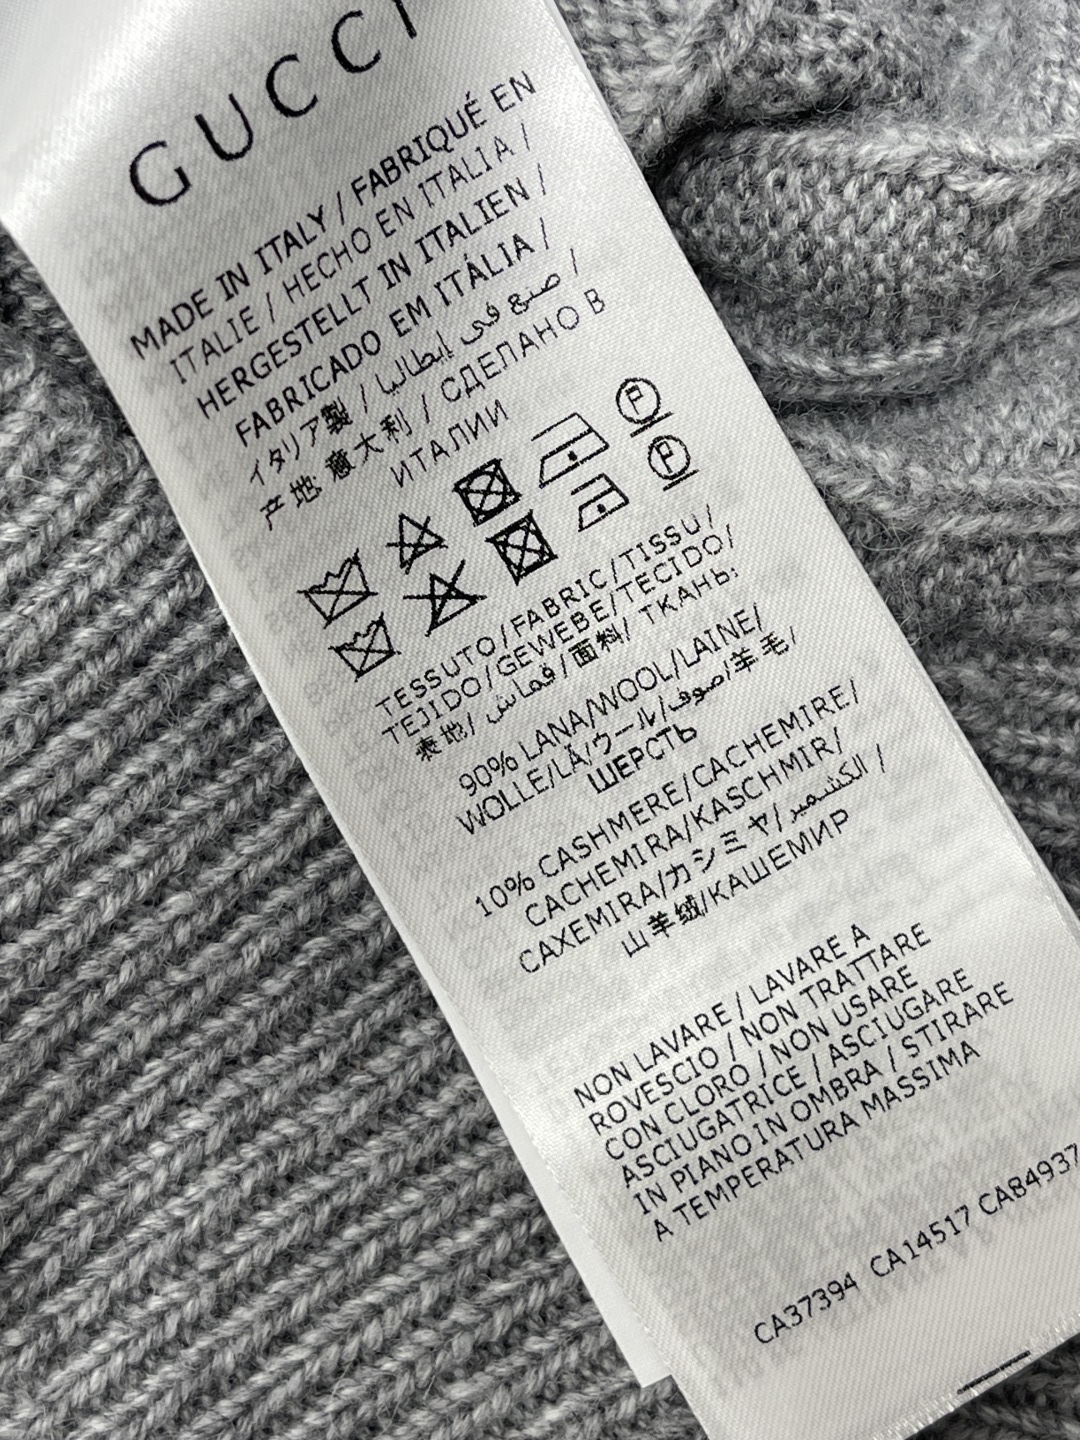 GUCCI
MADE IN ITALY / FABRIQUÉ EN
ITALIE / HECHO EN ITALIA /
HERGESTELLT IN ITALIEN /
FABRICADO EM ITÁLIA /
イタリア製 / صنع في إيطاليا /
产地: 意大利 / СДЕЛАНО В
ИТАЛИИ
P
P
TESSUTO/FABRIC/TISSU/
TEJIDO/GEWEBE/TECIDO/
表地/ قماش/面料/ ТКАНЬ:
90% LANA/WOOL/LAINE/
WOLLE/LÃ/ウール/صوف/羊毛/
ШЕРСТЬ
10% CASHMERE/CACHEMIRE/
CACHEMIRA/KASCHMIR/
CAXEMIRA/カシミヤ/الكشمير /
山羊绒/КАШЕМИР
NON LAVARE / LAVARE A
ROVESCIO / NON TRATTARE
CON CLORO / NON USARE
ASCIUGATRICE / ASCIUGARE
IN PIANO IN OMBRA / STIRARE
A TEMPERATURA MASSIMA
CA37394 CA14517 CA84937